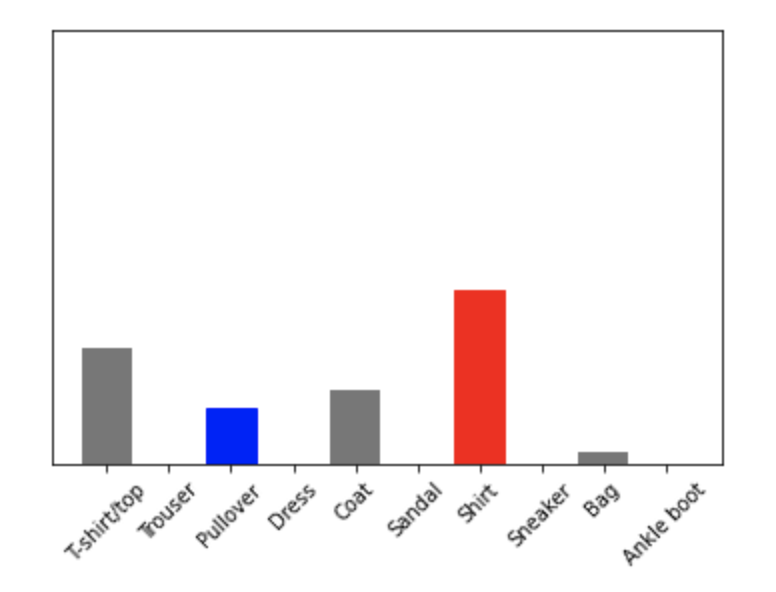 T-shirt/top
Trouser
Pullover
Dress
Coat
Sandal
Shirt
Sneaker
Bag
Ankle boot